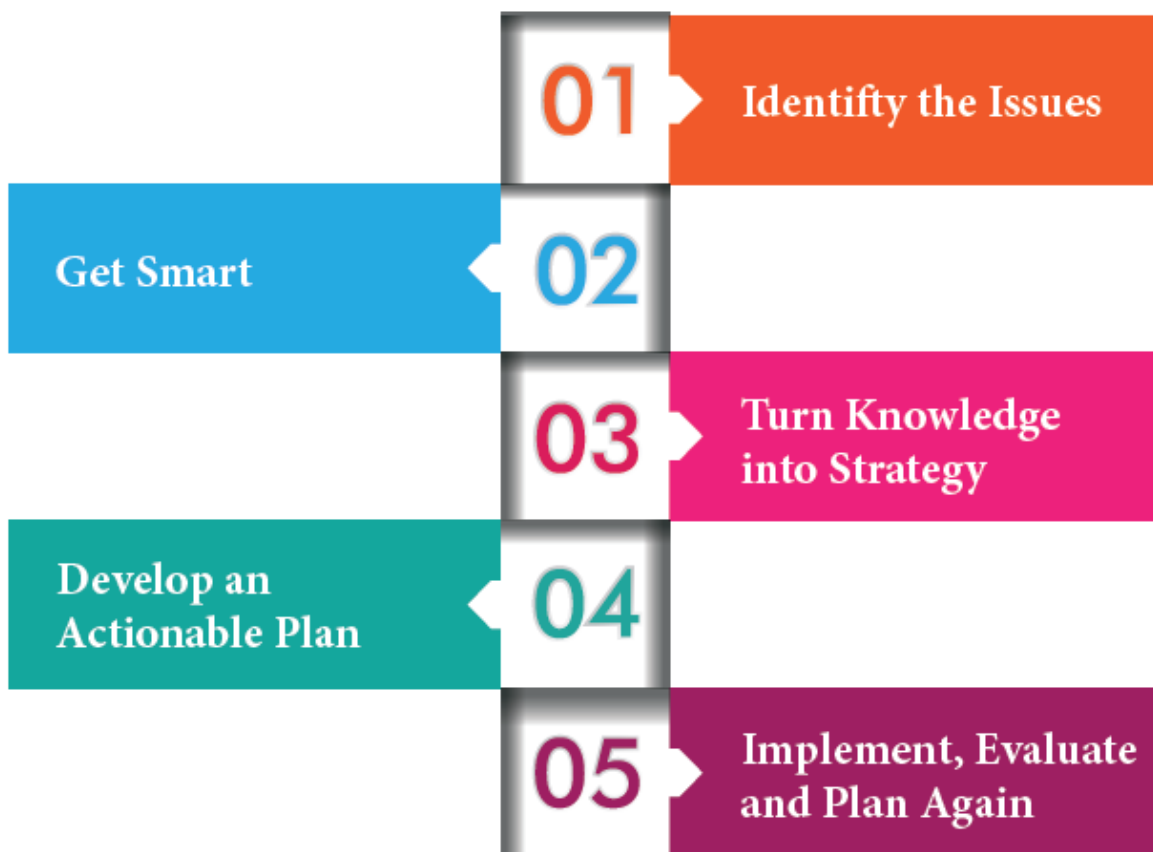 01
Identifty the Issues
Get Smart
02
03
Turn Knowledge
into Strategy
Develop an
Actionable Plan
04
05
Implement, Evaluate
and Plan Again